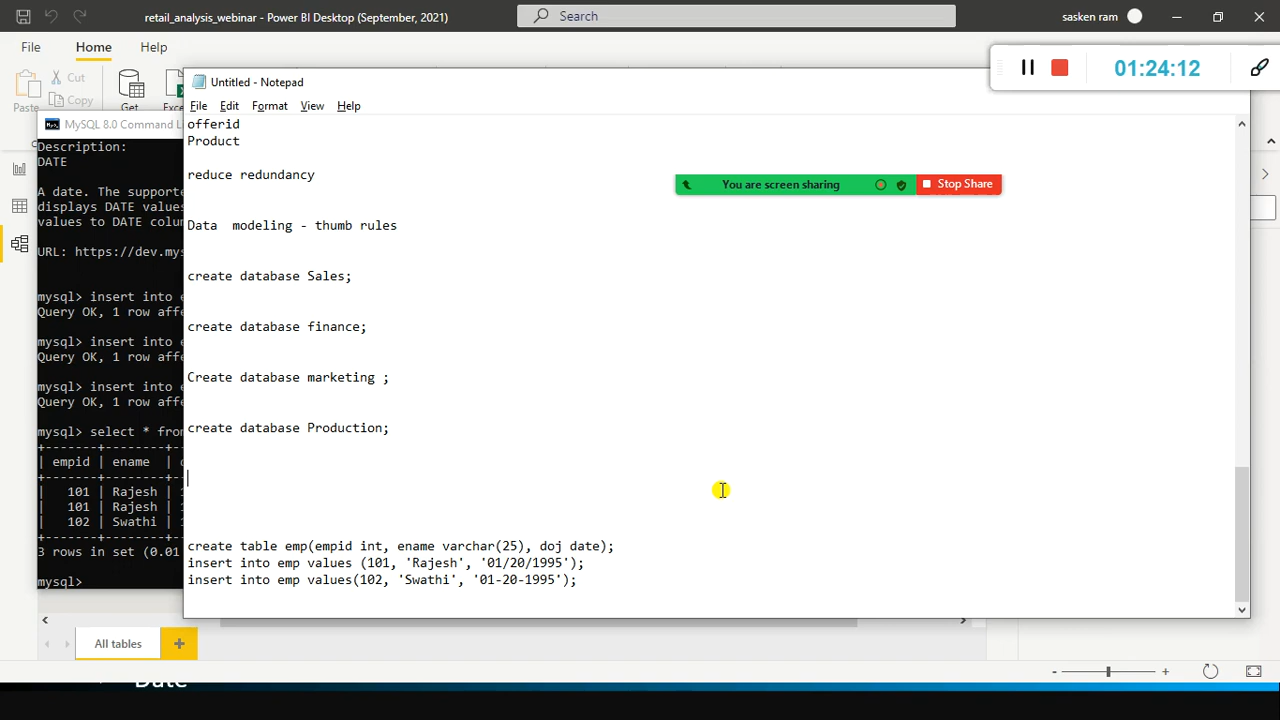 retail_analysis_webinar - Power BI Desktop (September, 2021)
Search
sasken ram
File
Home
Help
01:24:12
Paste
Cut
Copy
Get
Untitled - Notepad
File Edit Format View Help
MySQL 8.0 Command
Description:
DATE
A date. The supporte
displays DATE values
values to DATE colum
URL: https://dev.mys
mysql> insert into e
Query OK, 1 row affe
mysql> insert into e
Query OK, 1 row affe
mysql> insert into e
Query OK, 1 row affe
mysql> select * from
| empid | ename |
| 101 | Rajesh |
| 101 | Rajesh |
| 102 | Swathi |
3 rows in set (0.01
mysql>
offerid
Product
reduce redundancy
You are screen sharing
Stop Share
Data modeling - thumb rules
create database Sales;
create database finance;
Create database marketing ;
create database Production;
create table emp(empid int, ename varchar(25), doj date);
insert into emp values (101, 'Rajesh', '01/20/1995');
insert into emp values(102, 'Swathi', '01-20-1995');
All tables
Date